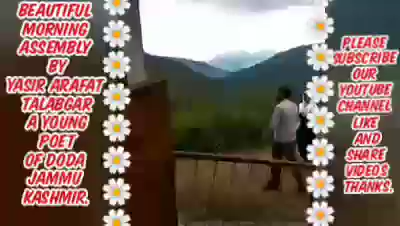 BEAUTIFUL
MORNING
ASSEMBLY
BY
YASIR ARAFAT
TALABGAR
A YOUNG
POET
OF DODA
JAMMU
KASHMIR.
PLEASE
SUBSCRIBE
OUR
YOUTUBE
CHANNEL
LIKE
AND
SHARE
VIDEOS
THANKS.